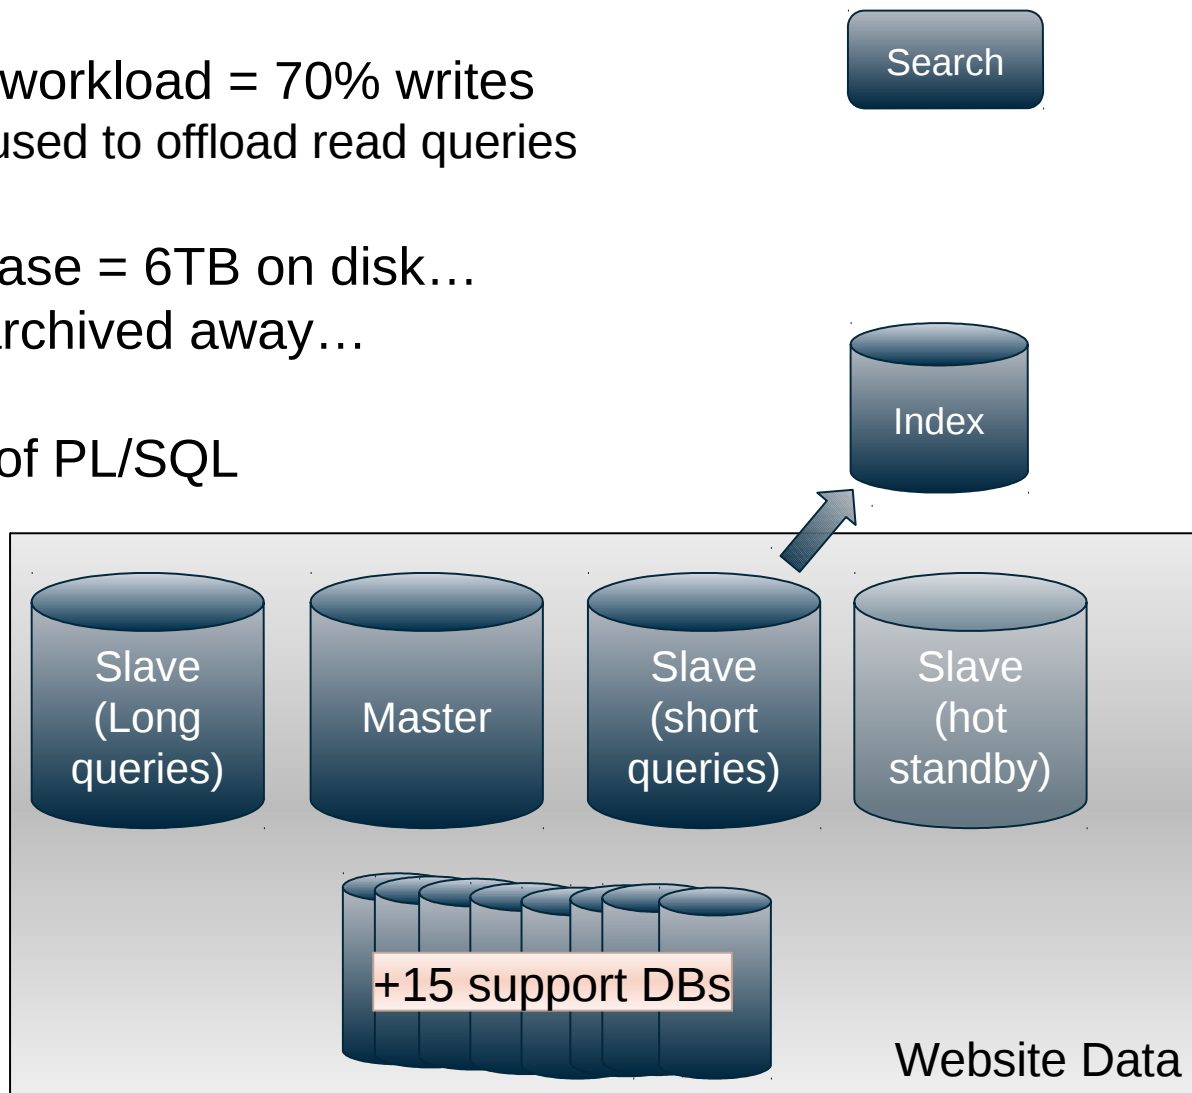 workload = 70% writes
used to offload read queries
ase = 6TB on disk…
rchived away…
of PL/SQL
Search
Index
Slave
(Long
queries)
Master
Slave
(short
queries)
Slave
(hot
standby)
+15 support DBs
Website Data